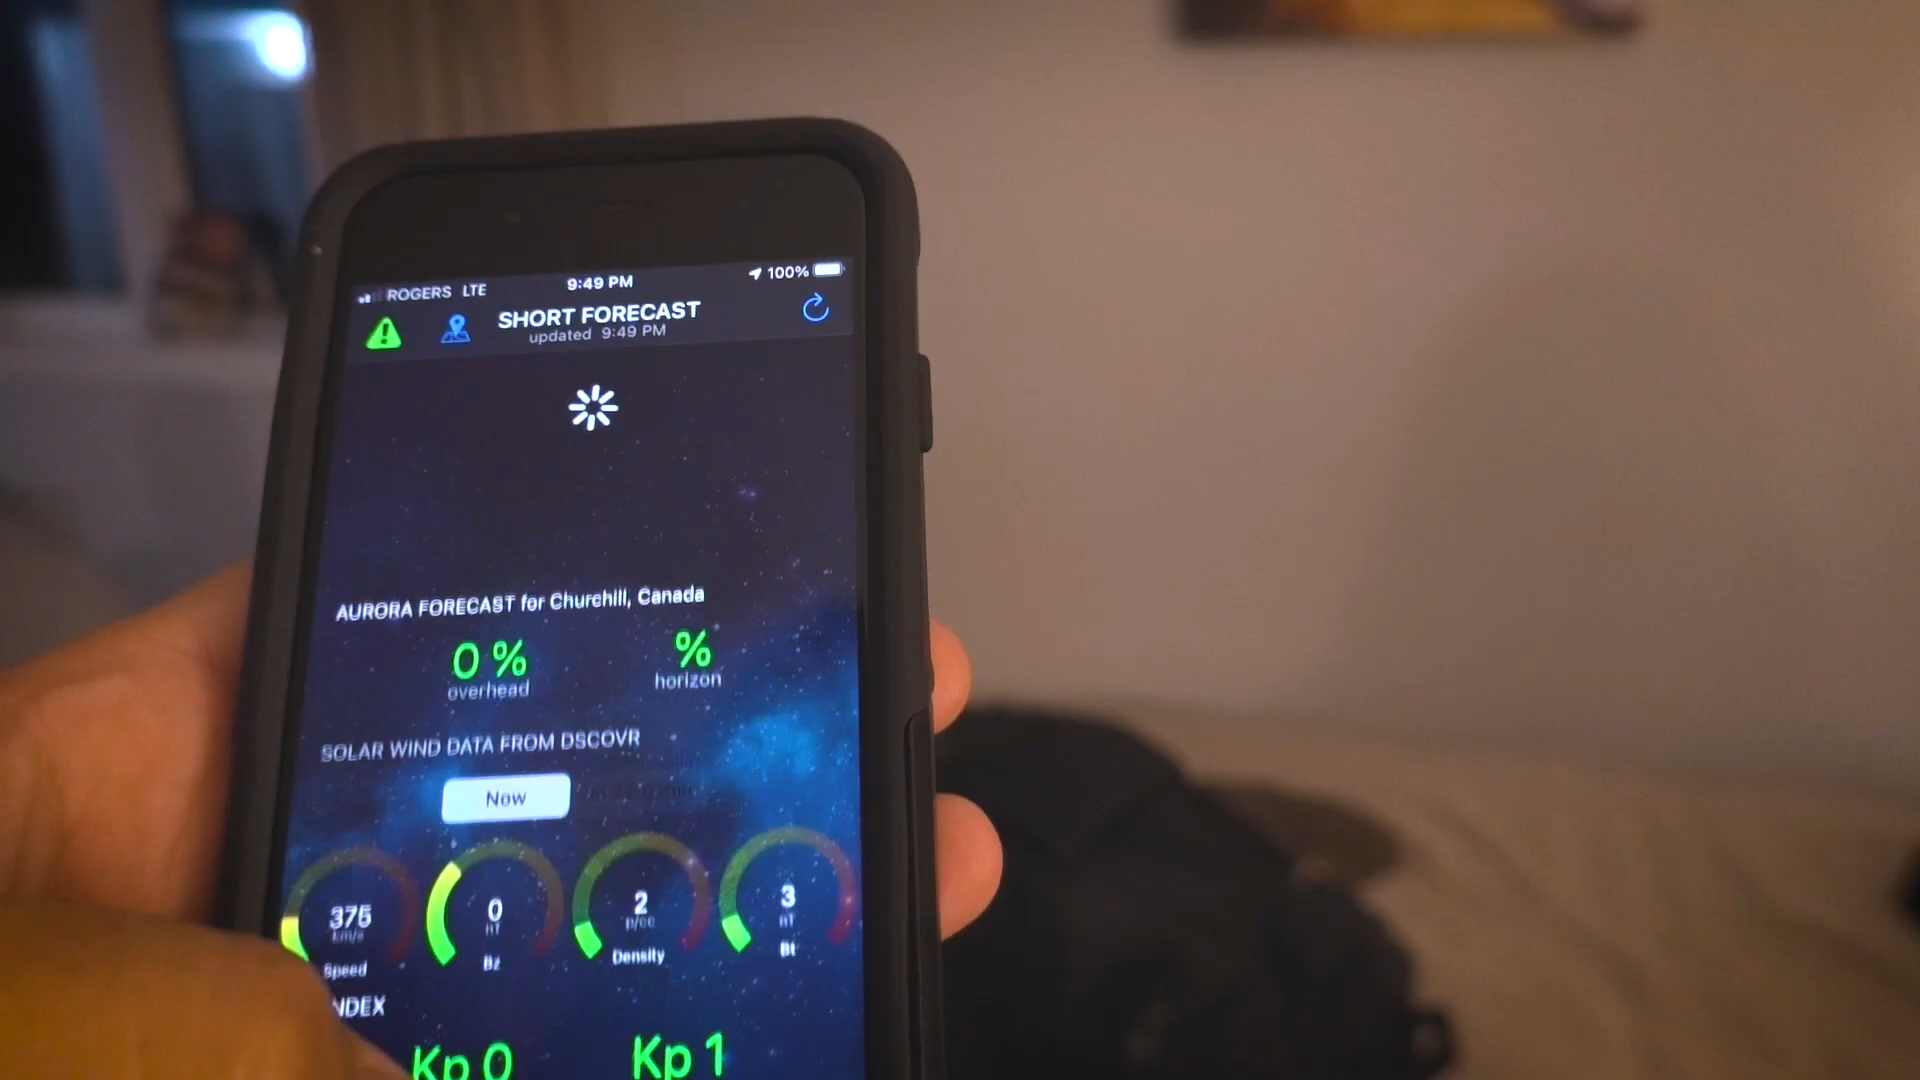 ROGERS LTE 9:49 PM 100%
SHORT FORECAST
updated 9:49 PM
AURORA FORECAST for Churchill, Canada
0 % %
overhead horizon
SOLAR WIND DATA FROM DSCOVR
Now
375 0 2 3
km/s nT p/cc nT
Speed Bz Density Bt
NDEX
Kp 0 Kp 1